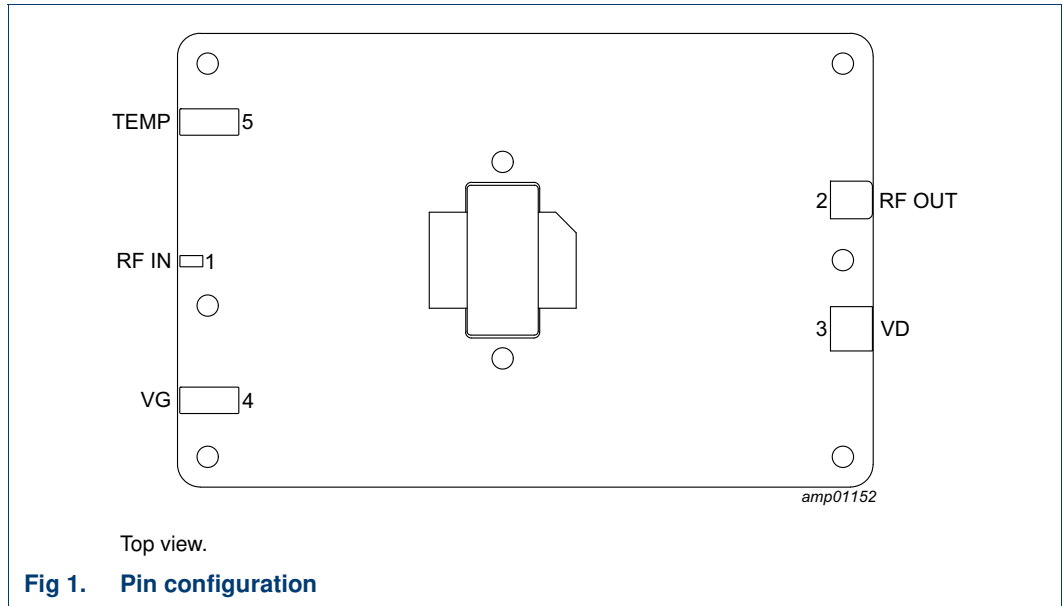 TEMP 5
2 RF OUT
RF IN 1
3 VD
VG 4
amp01152
Top view.
Fig 1. Pin configuration